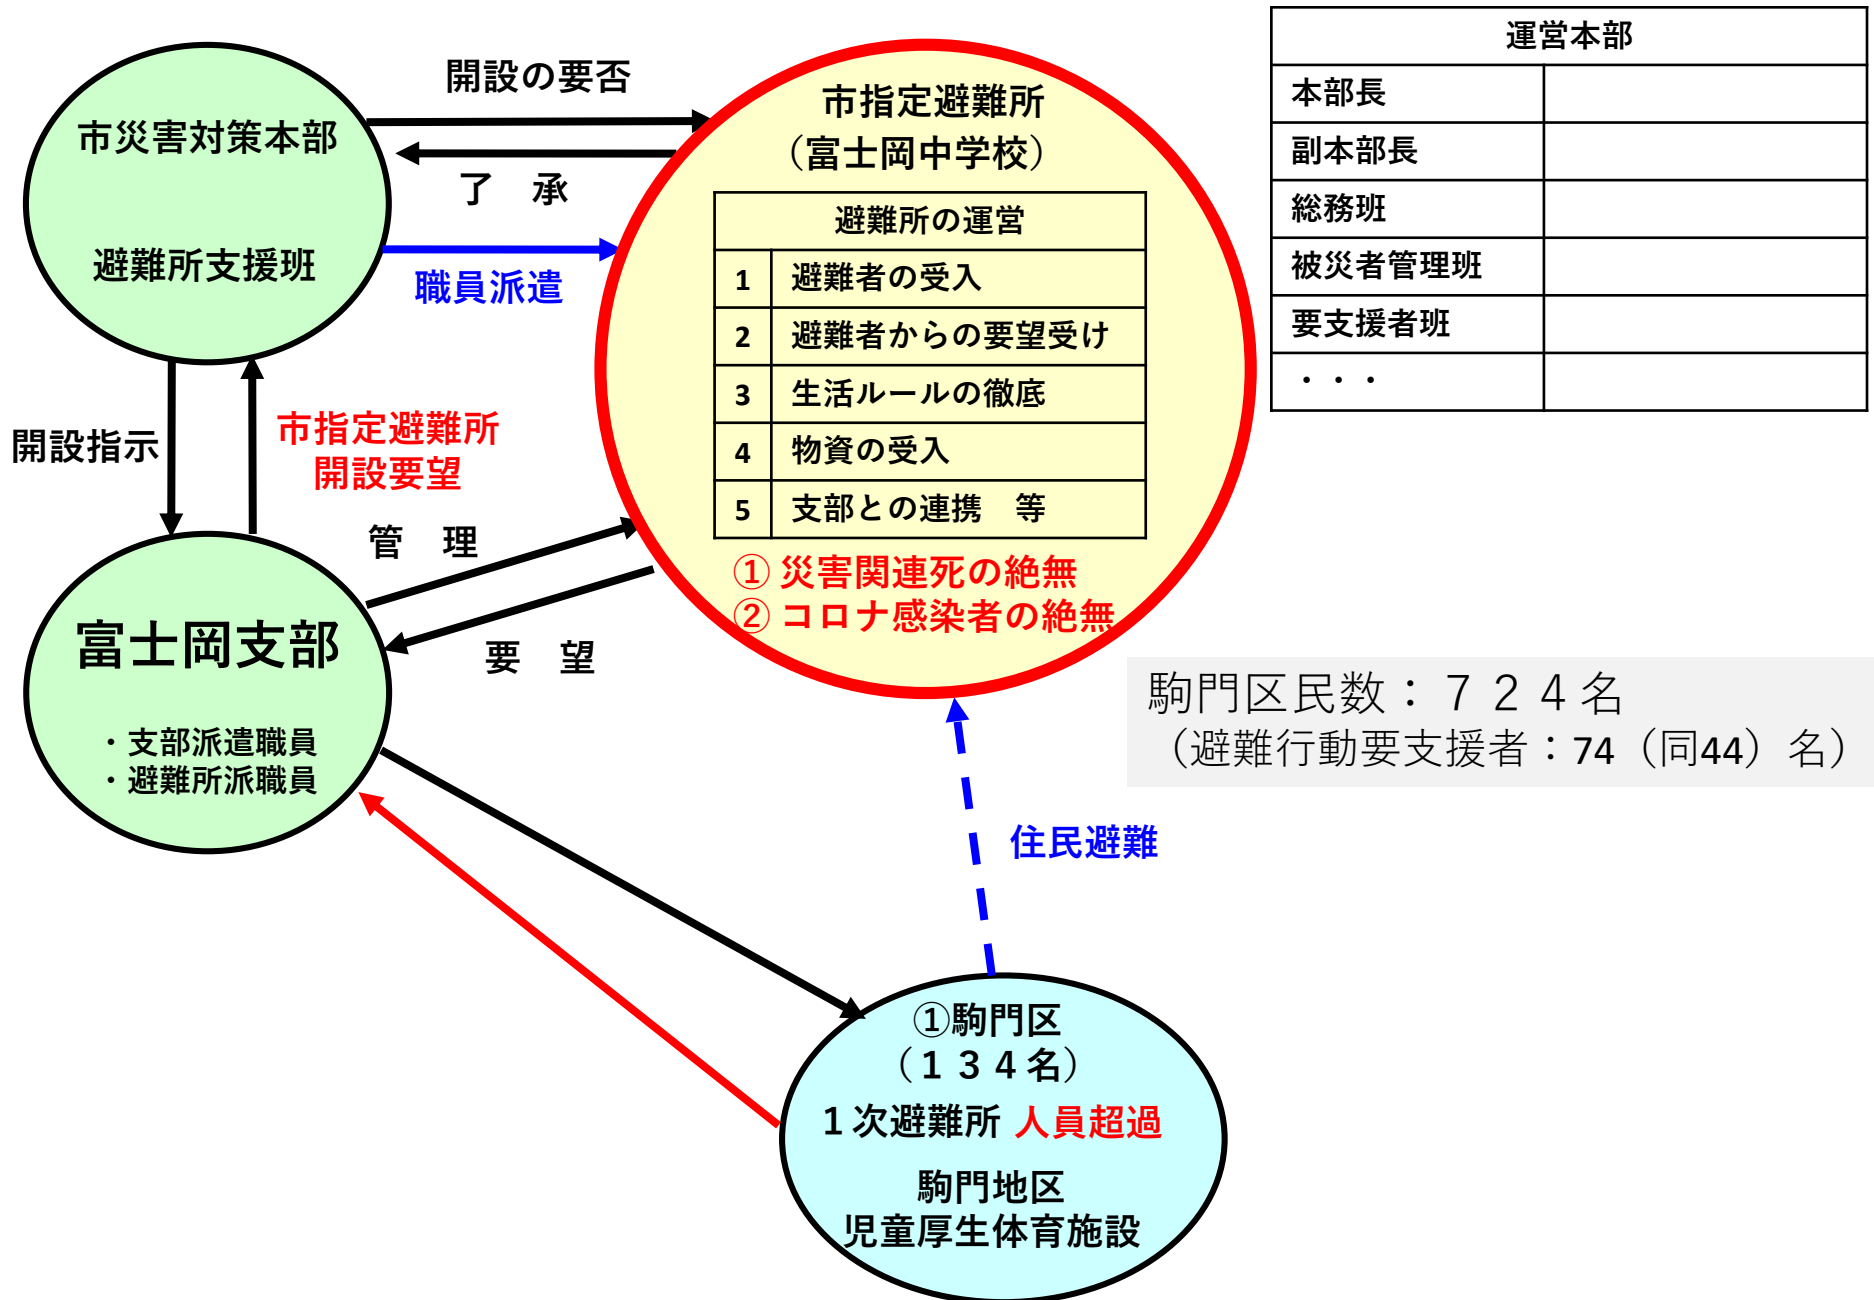 開設の要否
市災害対策本部
避難所支援班
了　承
職員派遣
市指定避難所
（富士岡中学校）
避難所の運営
1 避難者の受入
2 避難者からの要望受け
3 生活ルールの徹底
4 物資の受入
5 支部との連携　等
①災害関連死の絶無
②コロナ感染者の絶無
運営本部
本部長
副本部長
総務班
被災者管理班
要支援者班
・・・
開設指示
市指定避難所
開設要望
管　理
要　望
富士岡支部
・支部派遣職員
・避難所派職員
駒門区民数：７２４名
（避難行動要支援者：74（同44）名）
住民避難
①駒門区
（１３４名）
１次避難所 人員超過
駒門地区
児童厚生体育施設